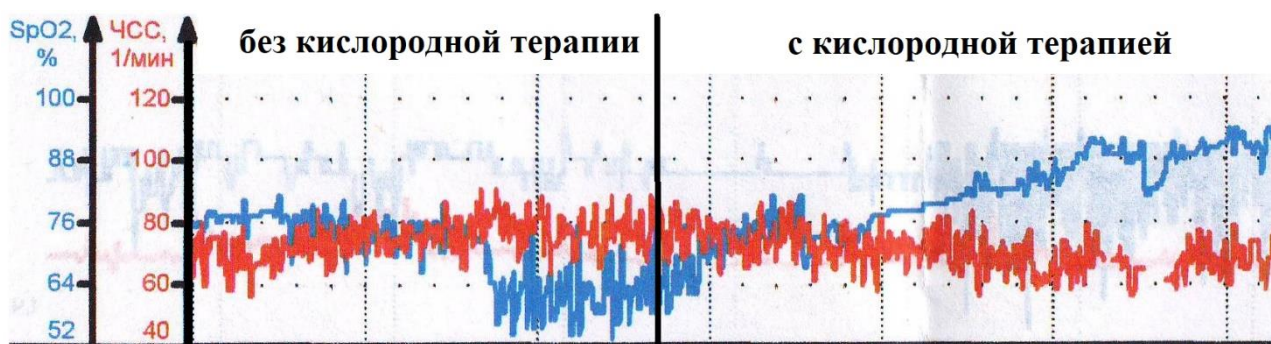 SpO2, %
ЧСС, 1/мин
без кислородной терапии
с кислородной терапией
100
120
88
100
76
80
64
60
52
40